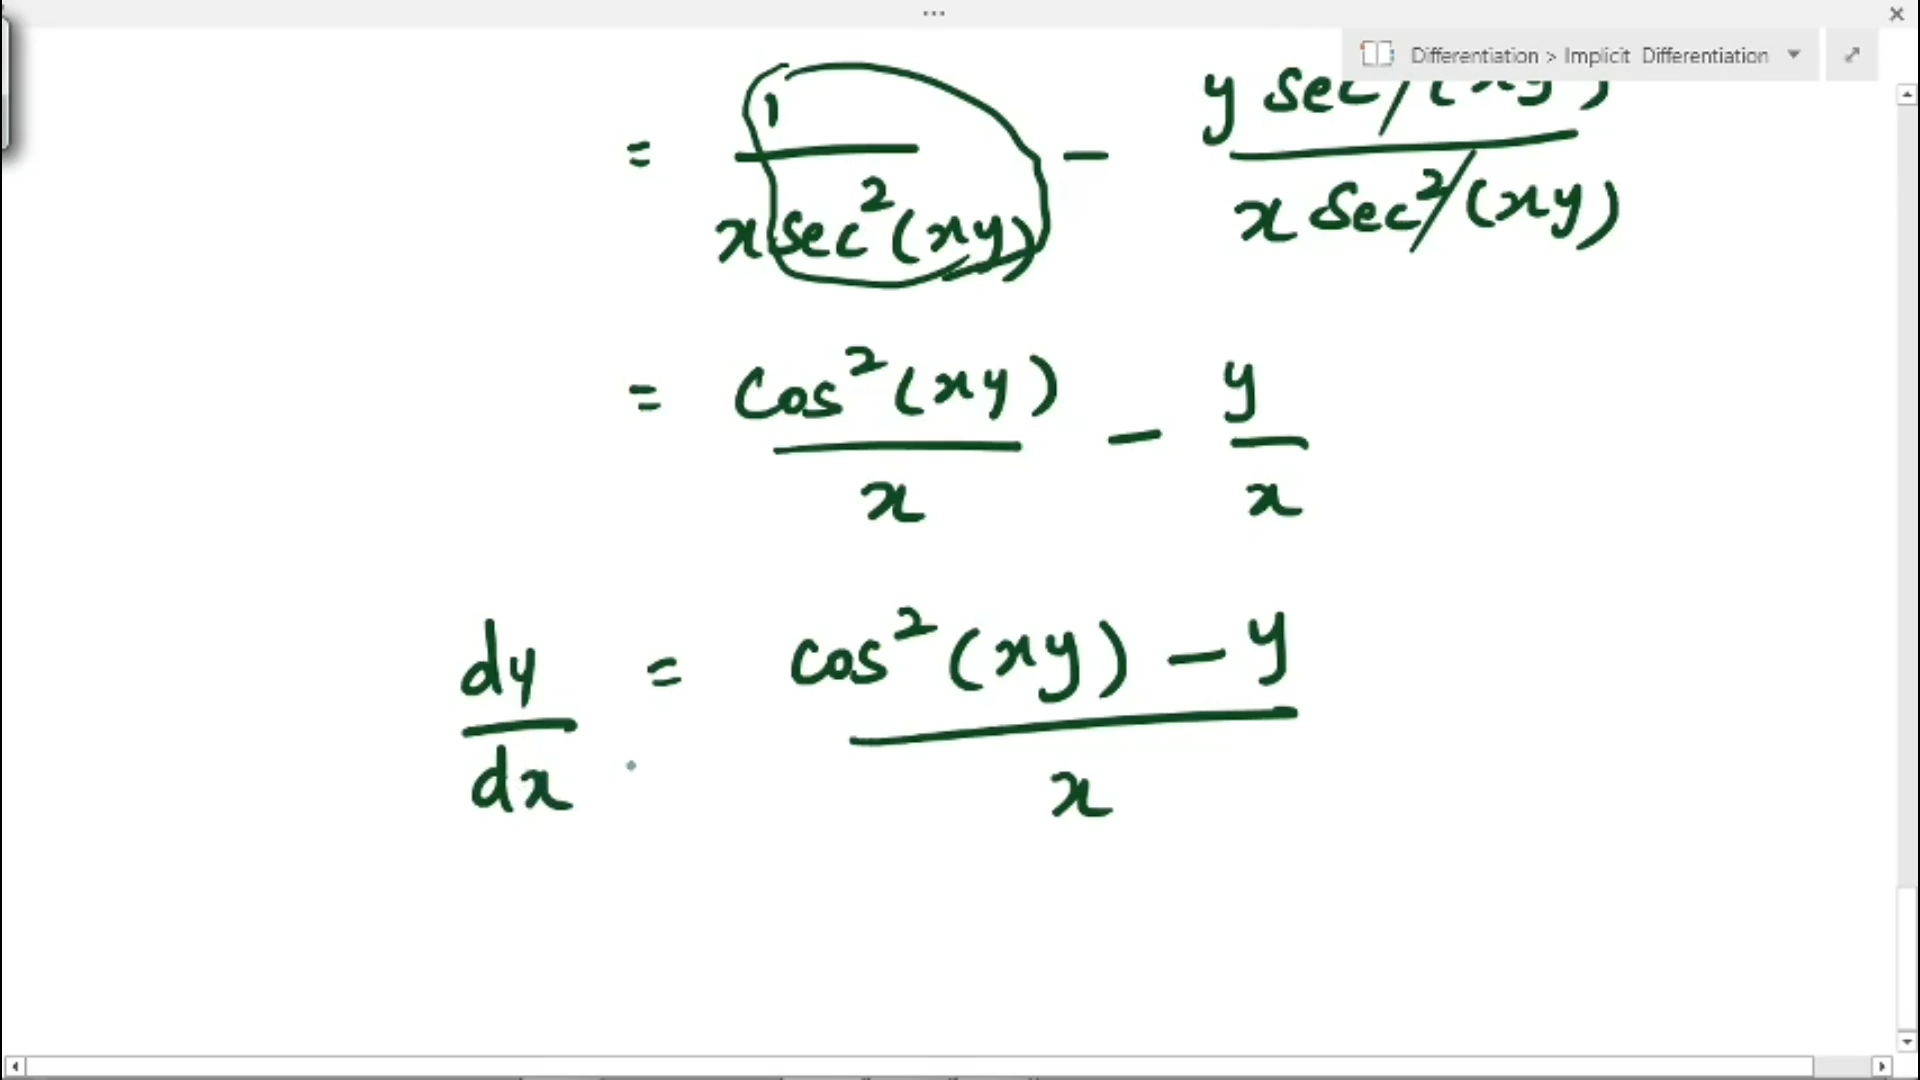 Differentiation > Implicit Differentiation
= 1/(x sec²(xy)) − y sec²(xy)/(x sec²(xy))
= cos²(xy)/x − y/x
dy/dx = (cos²(xy) − y)/x